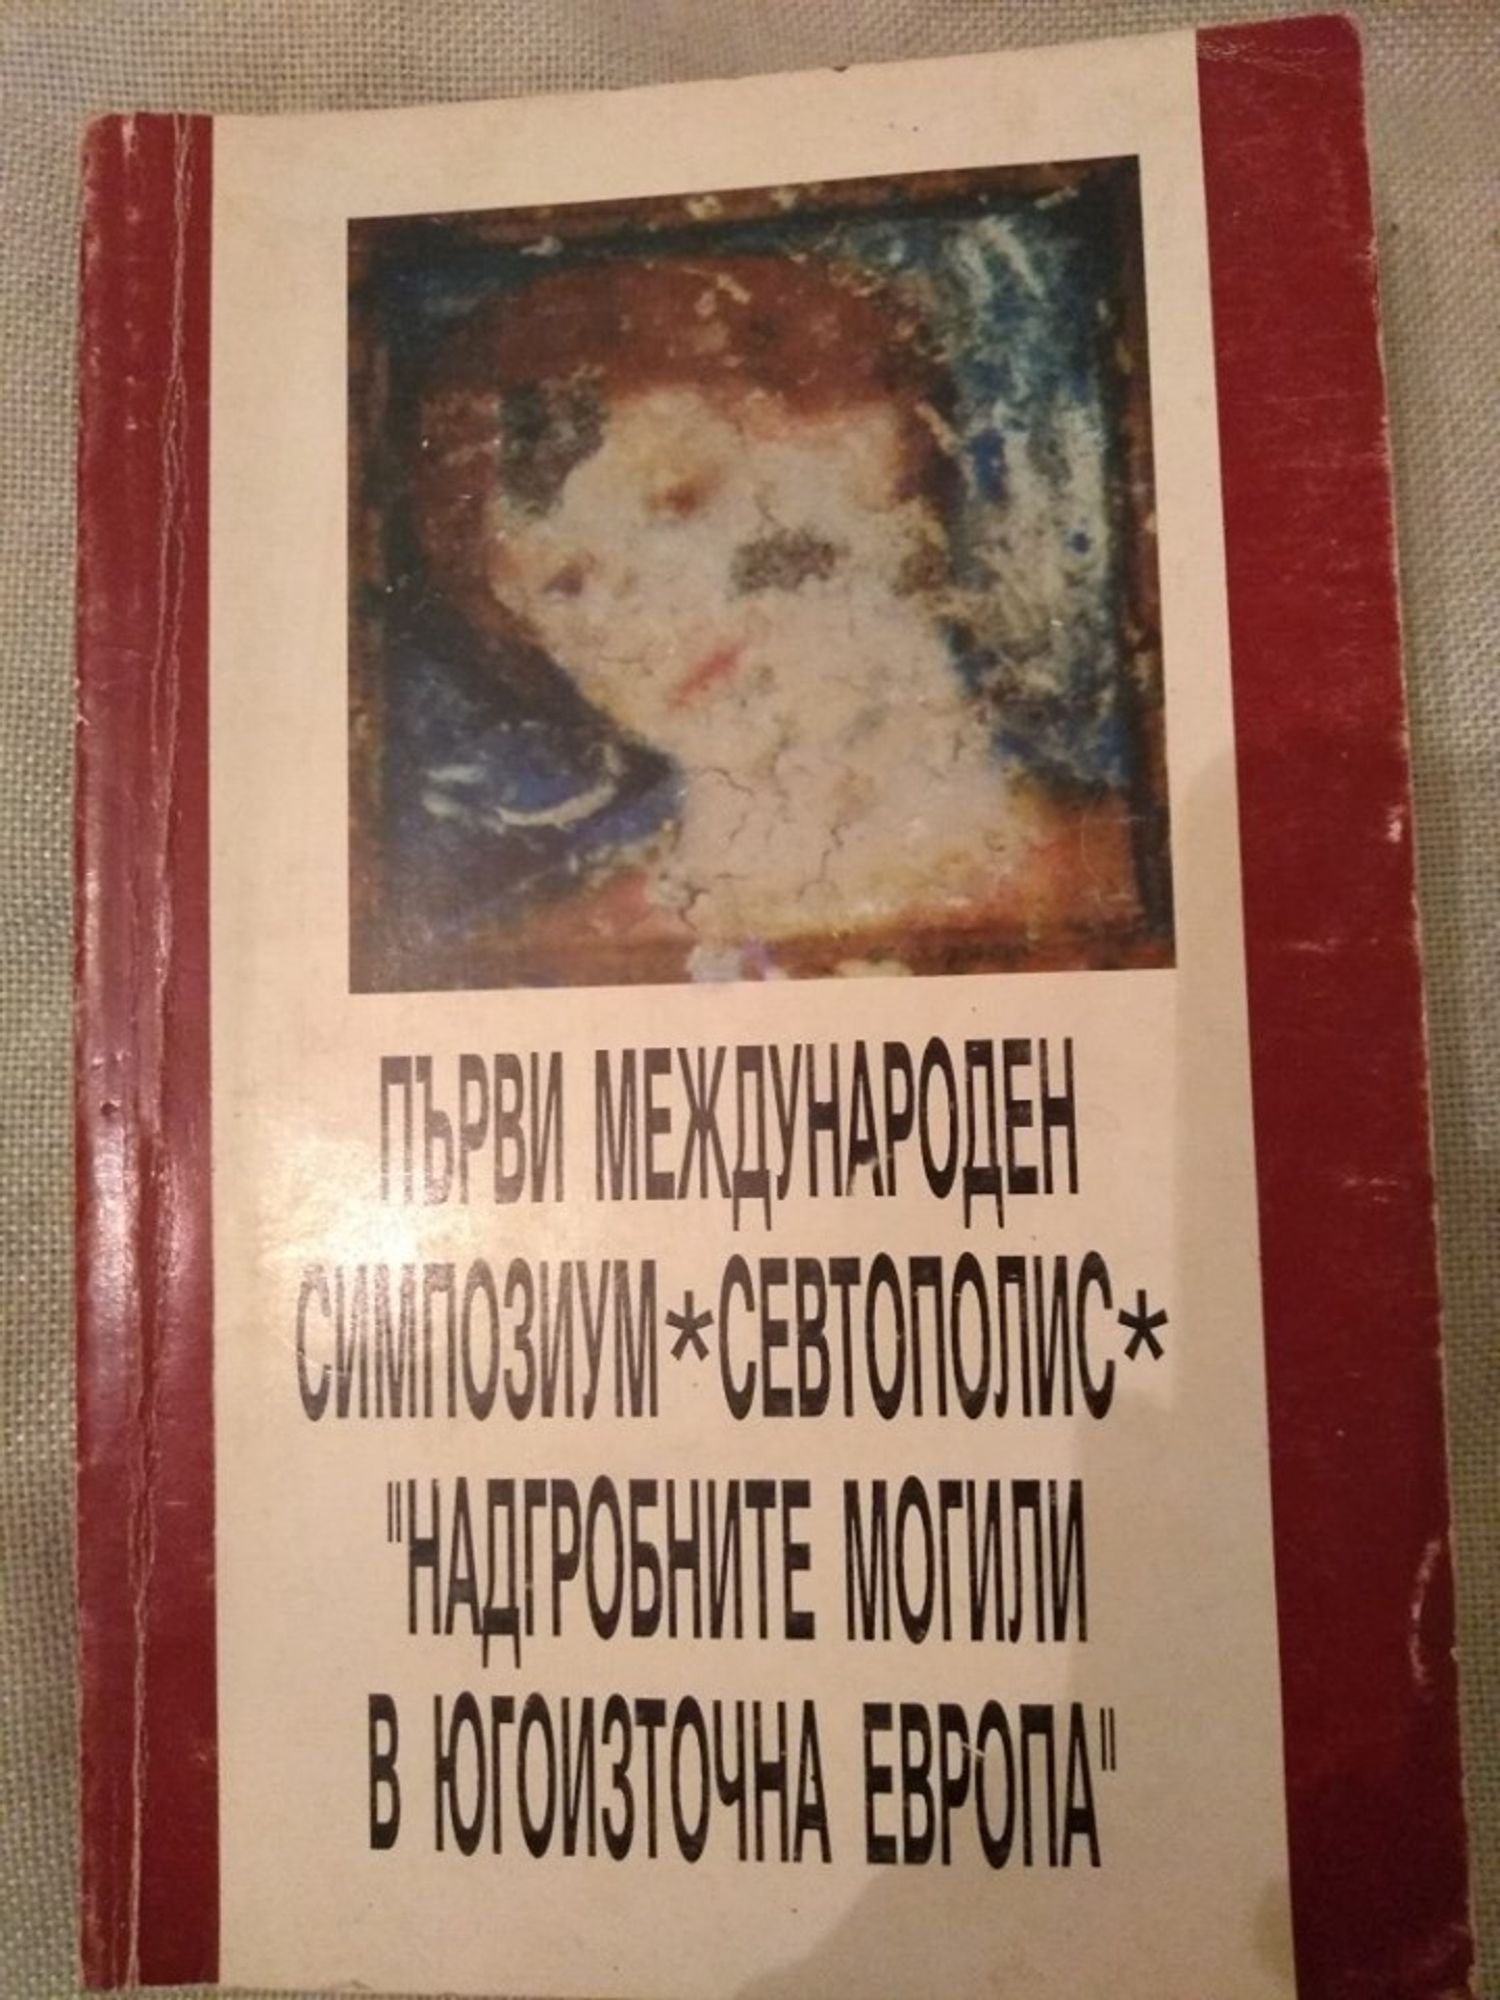 ПЪРВИ МЕЖДУНАРОДЕН
СИМПОЗИУМ*СЕВТОПОЛИС*
"НАДГРОБНИТЕ МОГИЛИ
В ЮГОИЗТОЧНА ЕВРОПА"